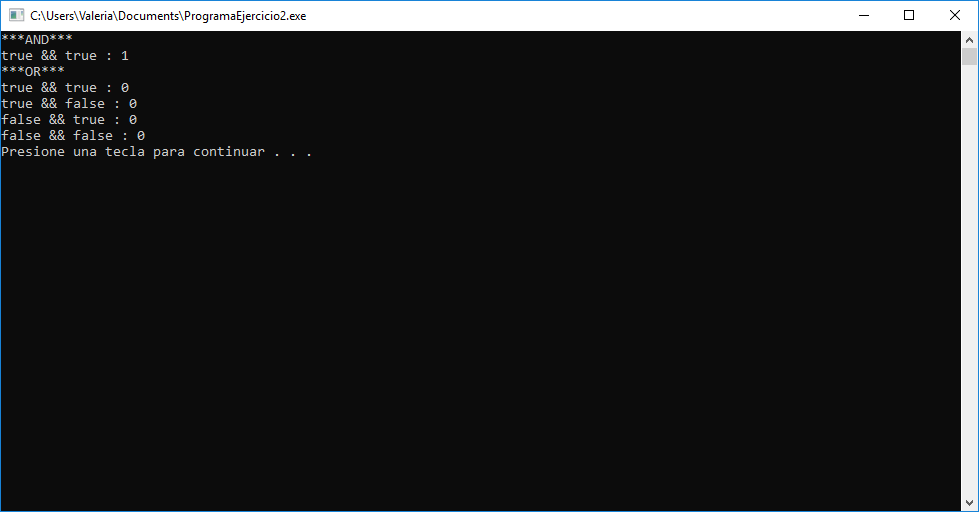 C:\Users\Valeria\Documents\ProgramaEjercicio2.exe
***AND***
true && true : 1
***OR***
true && true : 0
true && false : 0
false && true : 0
false && false : 0
Presione una tecla para continuar . . .